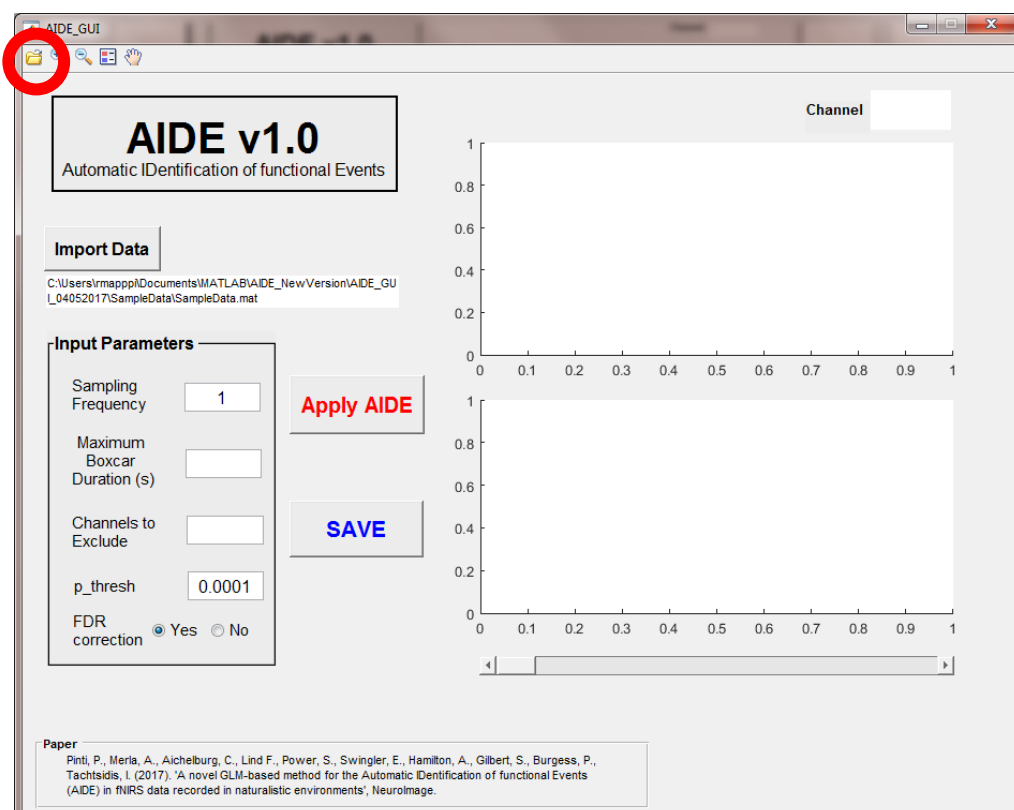 AIDE_GUI
AIDE v1.0
Automatic IDentification of functional Events
Import Data
C:\Users\rmapppi\Documents\MATLAB\AIDE_NewVersion\AIDE_GU
I_04052017\SampleData\SampleData.mat
Input Parameters
Sampling
Frequency
1
Maximum
Boxcar
Duration (s)
Channels to
Exclude
p_thresh
0.0001
FDR
correction
Yes
No
Apply AIDE
SAVE
Channel
1
0.8
0.6
0.4
0.2
0
0 0.1 0.2 0.3 0.4 0.5 0.6 0.7 0.8 0.9 1
1
0.8
0.6
0.4
0.2
0
0 0.1 0.2 0.3 0.4 0.5 0.6 0.7 0.8 0.9 1
Paper
Pinti, P., Merla, A., Aichelburg, C., Lind F., Power, S., Swingler, E., Hamilton, A., Gilbert, S., Burgess, P.,
Tachtsidis, I. (2017). 'A novel GLM-based method for the Automatic IDentification of functional Events
(AIDE) in fNIRS data recorded in naturalistic environments', NeuroImage.